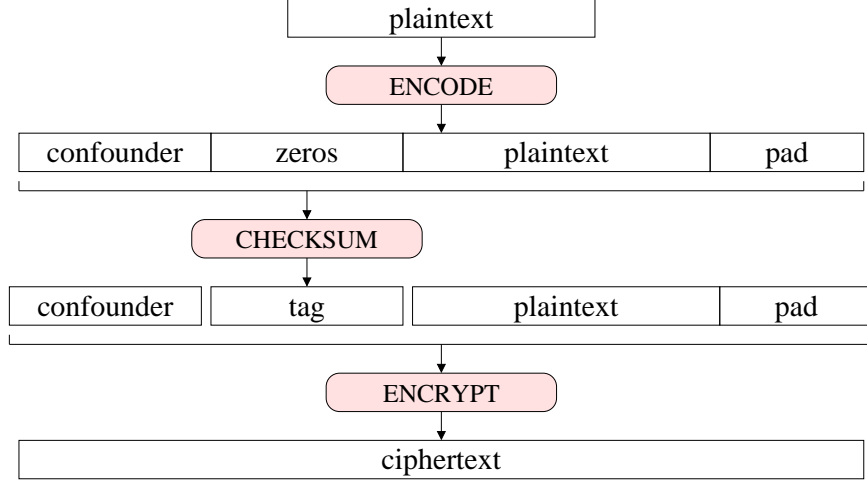 plaintext
ENCODE
confounder zeros plaintext pad
CHECKSUM
confounder tag plaintext pad
ENCRYPT
ciphertext